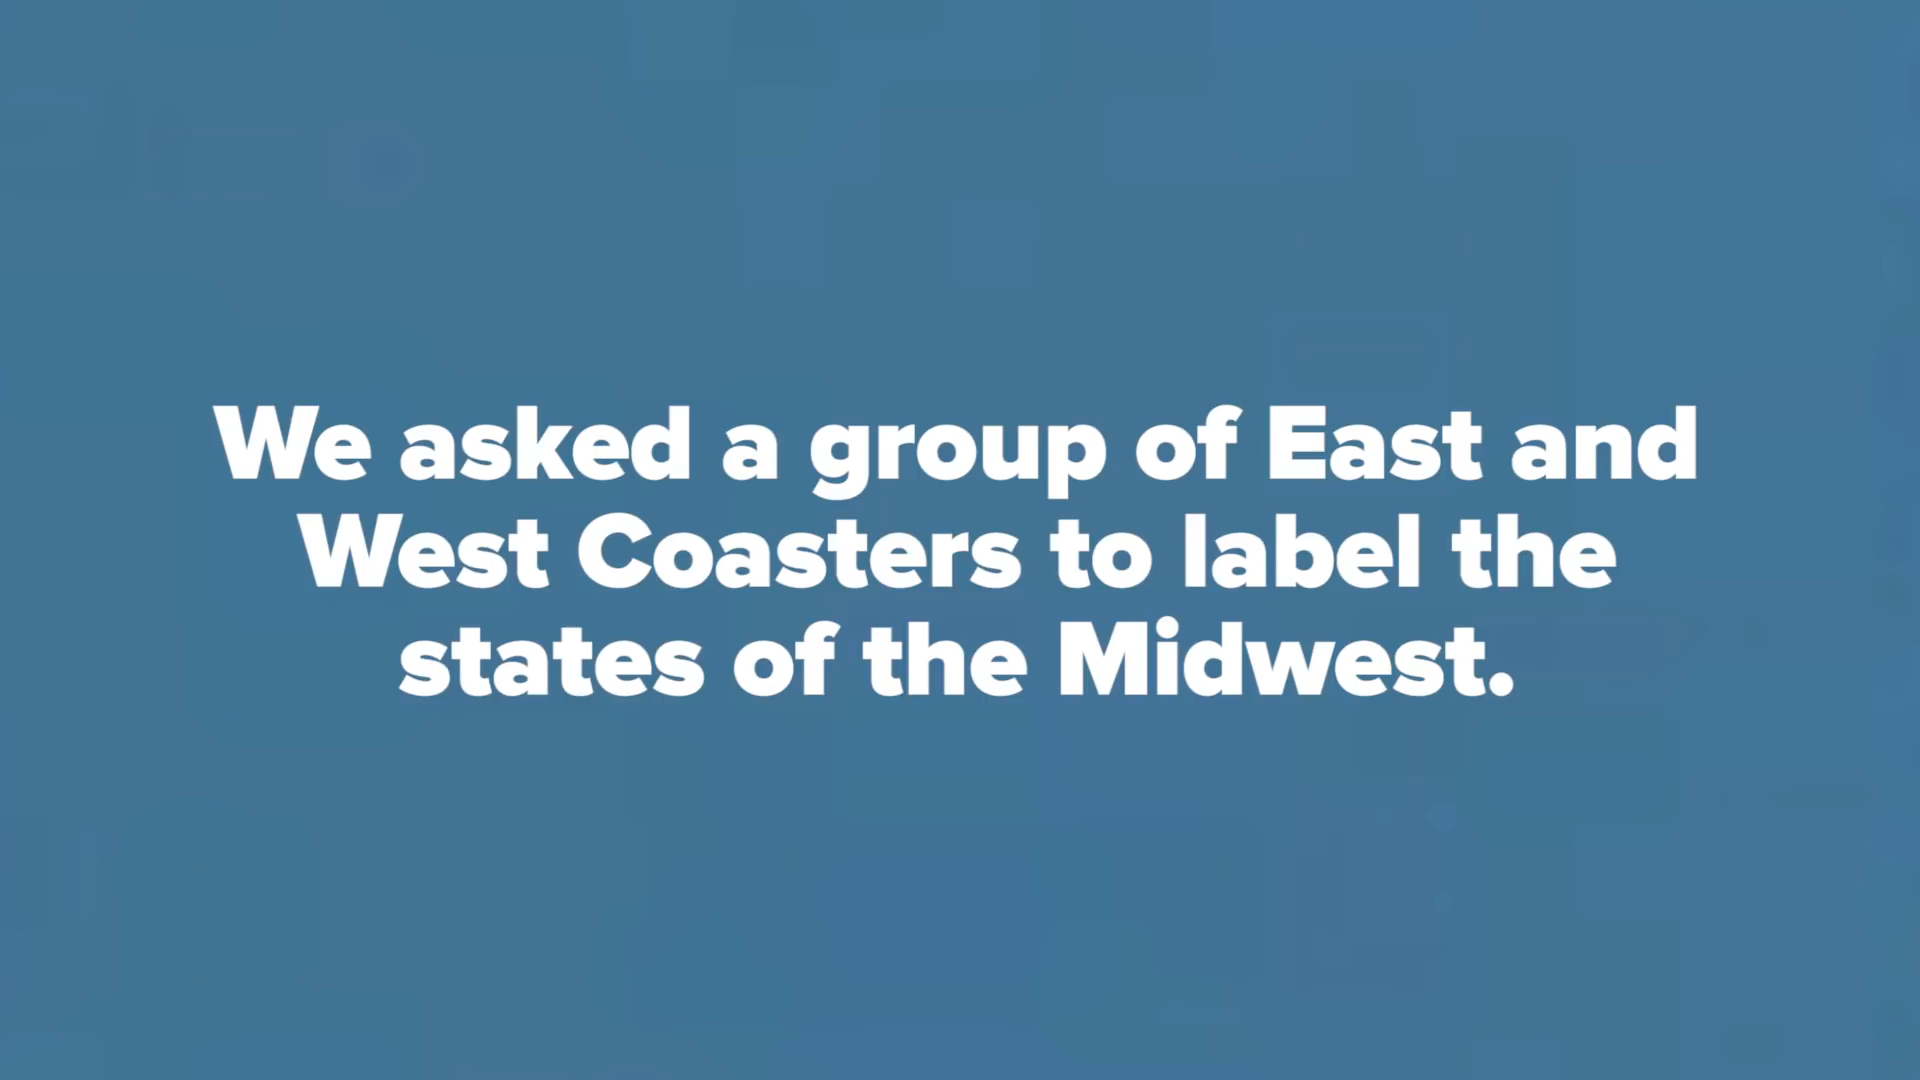 We asked a group of East and
West Coasters to label the
states of the Midwest.